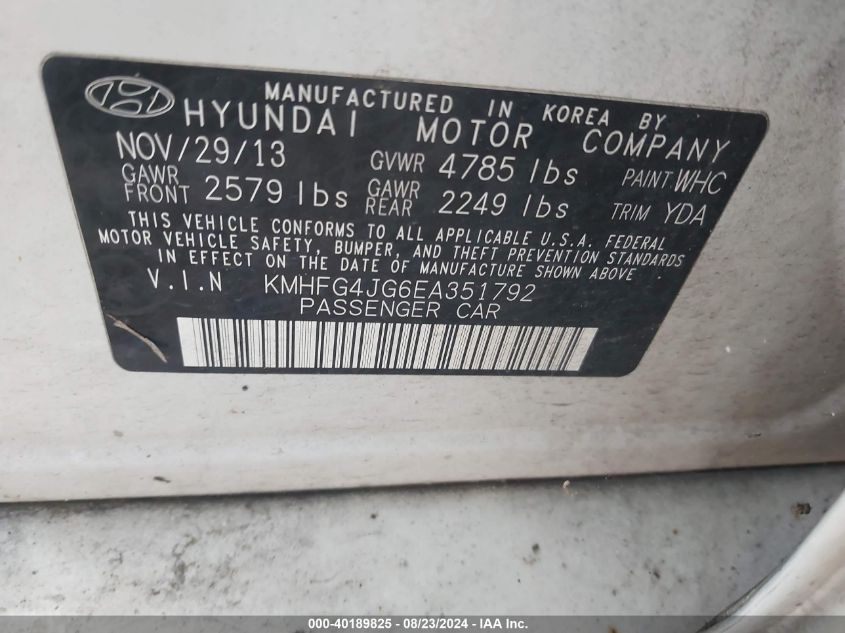 MANUFACTURED IN KOREA BY
HYUNDAI MOTOR COMPANY
NOV/29/13 GVWR 4785 lbs PAINT WHC
GAWR FRONT 2579 lbs GAWR REAR 2249 lbs TRIM YDA
THIS VEHICLE CONFORMS TO ALL APPLICABLE U.S.A. FEDERAL
MOTOR VEHICLE SAFETY, BUMPER, AND THEFT PREVENTION STANDARDS
IN EFFECT ON THE DATE OF MANUFACTURE SHOWN ABOVE
V.I.N KMHFG4JG6EA351792
PASSENGER CAR
000-40189825 - 08/23/2024 - IAA Inc.